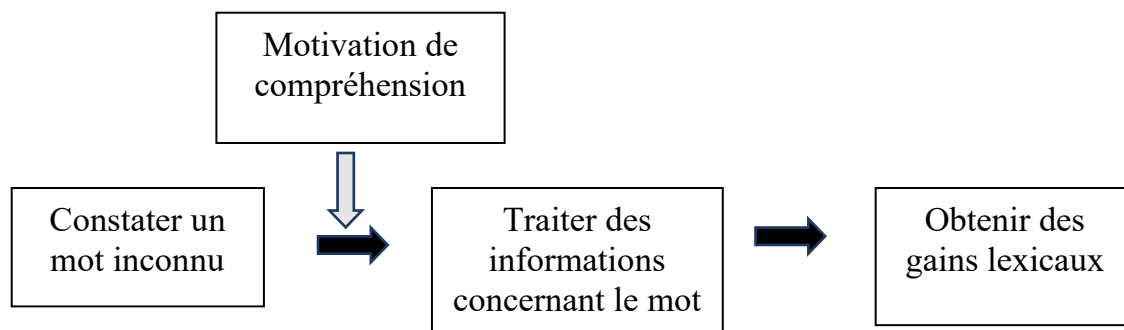 Motivation de
compréhension
Constater un
mot inconnu
Traiter des
informations
concernant le mot
Obtenir des
gains lexicaux